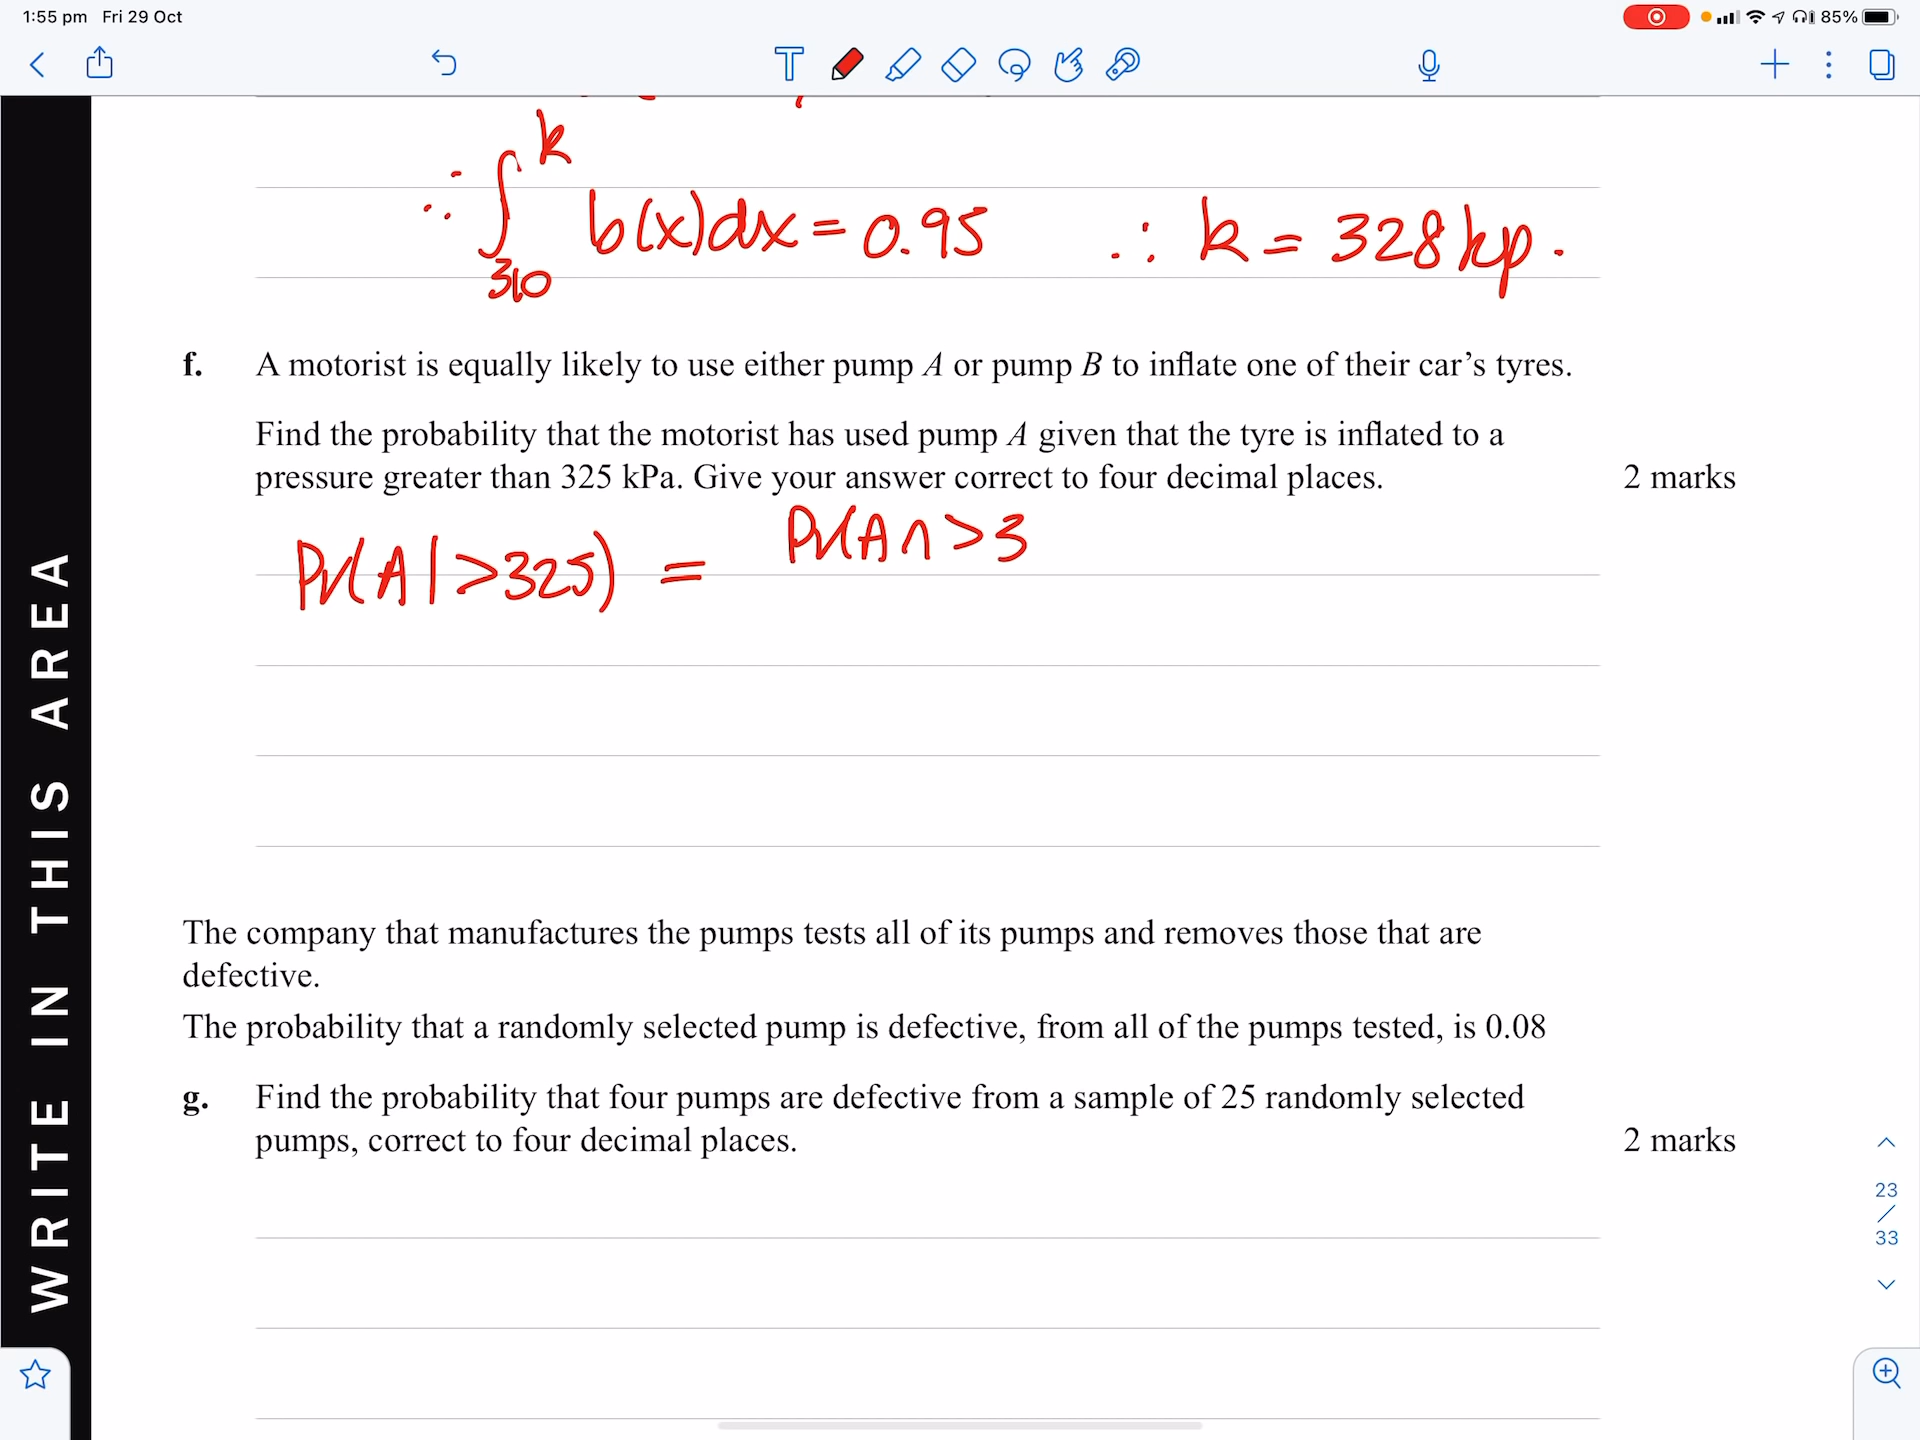 1:55 pm Fri 29 Oct
85%
∵ ∫ k 310 b(x)dx = 0.95 ∴ k = 328 kp.
f. A motorist is equally likely to use either pump A or pump B to inflate one of their car's tyres.
Find the probability that the motorist has used pump A given that the tyre is inflated to a
pressure greater than 325 kPa. Give your answer correct to four decimal places. 2 marks
Pr(A|>325) = Pr(A∩>3
The company that manufactures the pumps tests all of its pumps and removes those that are
defective.
The probability that a randomly selected pump is defective, from all of the pumps tested, is 0.08
g. Find the probability that four pumps are defective from a sample of 25 randomly selected
pumps, correct to four decimal places. 2 marks
23
/
33
WRITE IN THIS AREA